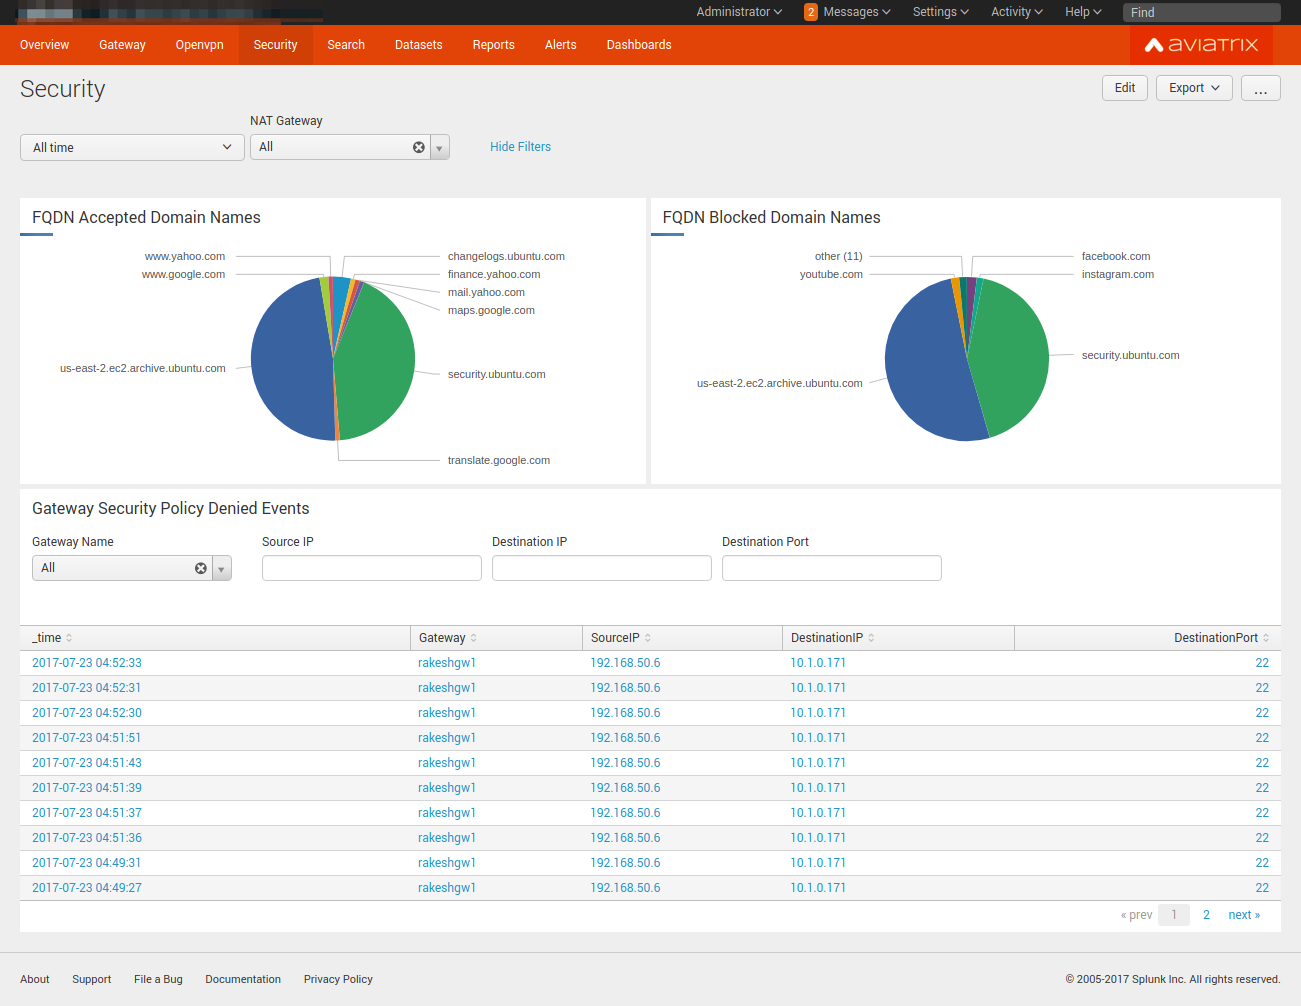 Administrator 2 Messages Settings Activity Help Find
Overview Gateway Openvpn Security Search Datasets Reports Alerts Dashboards aviatrix
Security Edit Export ...
NAT Gateway
All time All Hide Filters
FQDN Accepted Domain Names
www.yahoo.com changelogs.ubuntu.com
www.google.com finance.yahoo.com
mail.yahoo.com
maps.google.com
us-east-2.ec2.archive.ubuntu.com
security.ubuntu.com
translate.google.com
FQDN Blocked Domain Names
other (11) facebook.com
youtube.com instagram.com
security.ubuntu.com
us-east-2.ec2.archive.ubuntu.com
Gateway Security Policy Denied Events
Gateway Name Source IP Destination IP Destination Port
All
_time Gateway SourceIP DestinationIP DestinationPort
2017-07-23 04:52:33 rakeshgw1 192.168.50.6 10.1.0.171 22
2017-07-23 04:52:31 rakeshgw1 192.168.50.6 10.1.0.171 22
2017-07-23 04:52:30 rakeshgw1 192.168.50.6 10.1.0.171 22
2017-07-23 04:51:51 rakeshgw1 192.168.50.6 10.1.0.171 22
2017-07-23 04:51:43 rakeshgw1 192.168.50.6 10.1.0.171 22
2017-07-23 04:51:39 rakeshgw1 192.168.50.6 10.1.0.171 22
2017-07-23 04:51:37 rakeshgw1 192.168.50.6 10.1.0.171 22
2017-07-23 04:51:36 rakeshgw1 192.168.50.6 10.1.0.171 22
2017-07-23 04:49:31 rakeshgw1 192.168.50.6 10.1.0.171 22
2017-07-23 04:49:27 rakeshgw1 192.168.50.6 10.1.0.171 22
« prev 1 2 next »
About Support File a Bug Documentation Privacy Policy © 2005-2017 Splunk Inc. All rights reserved.